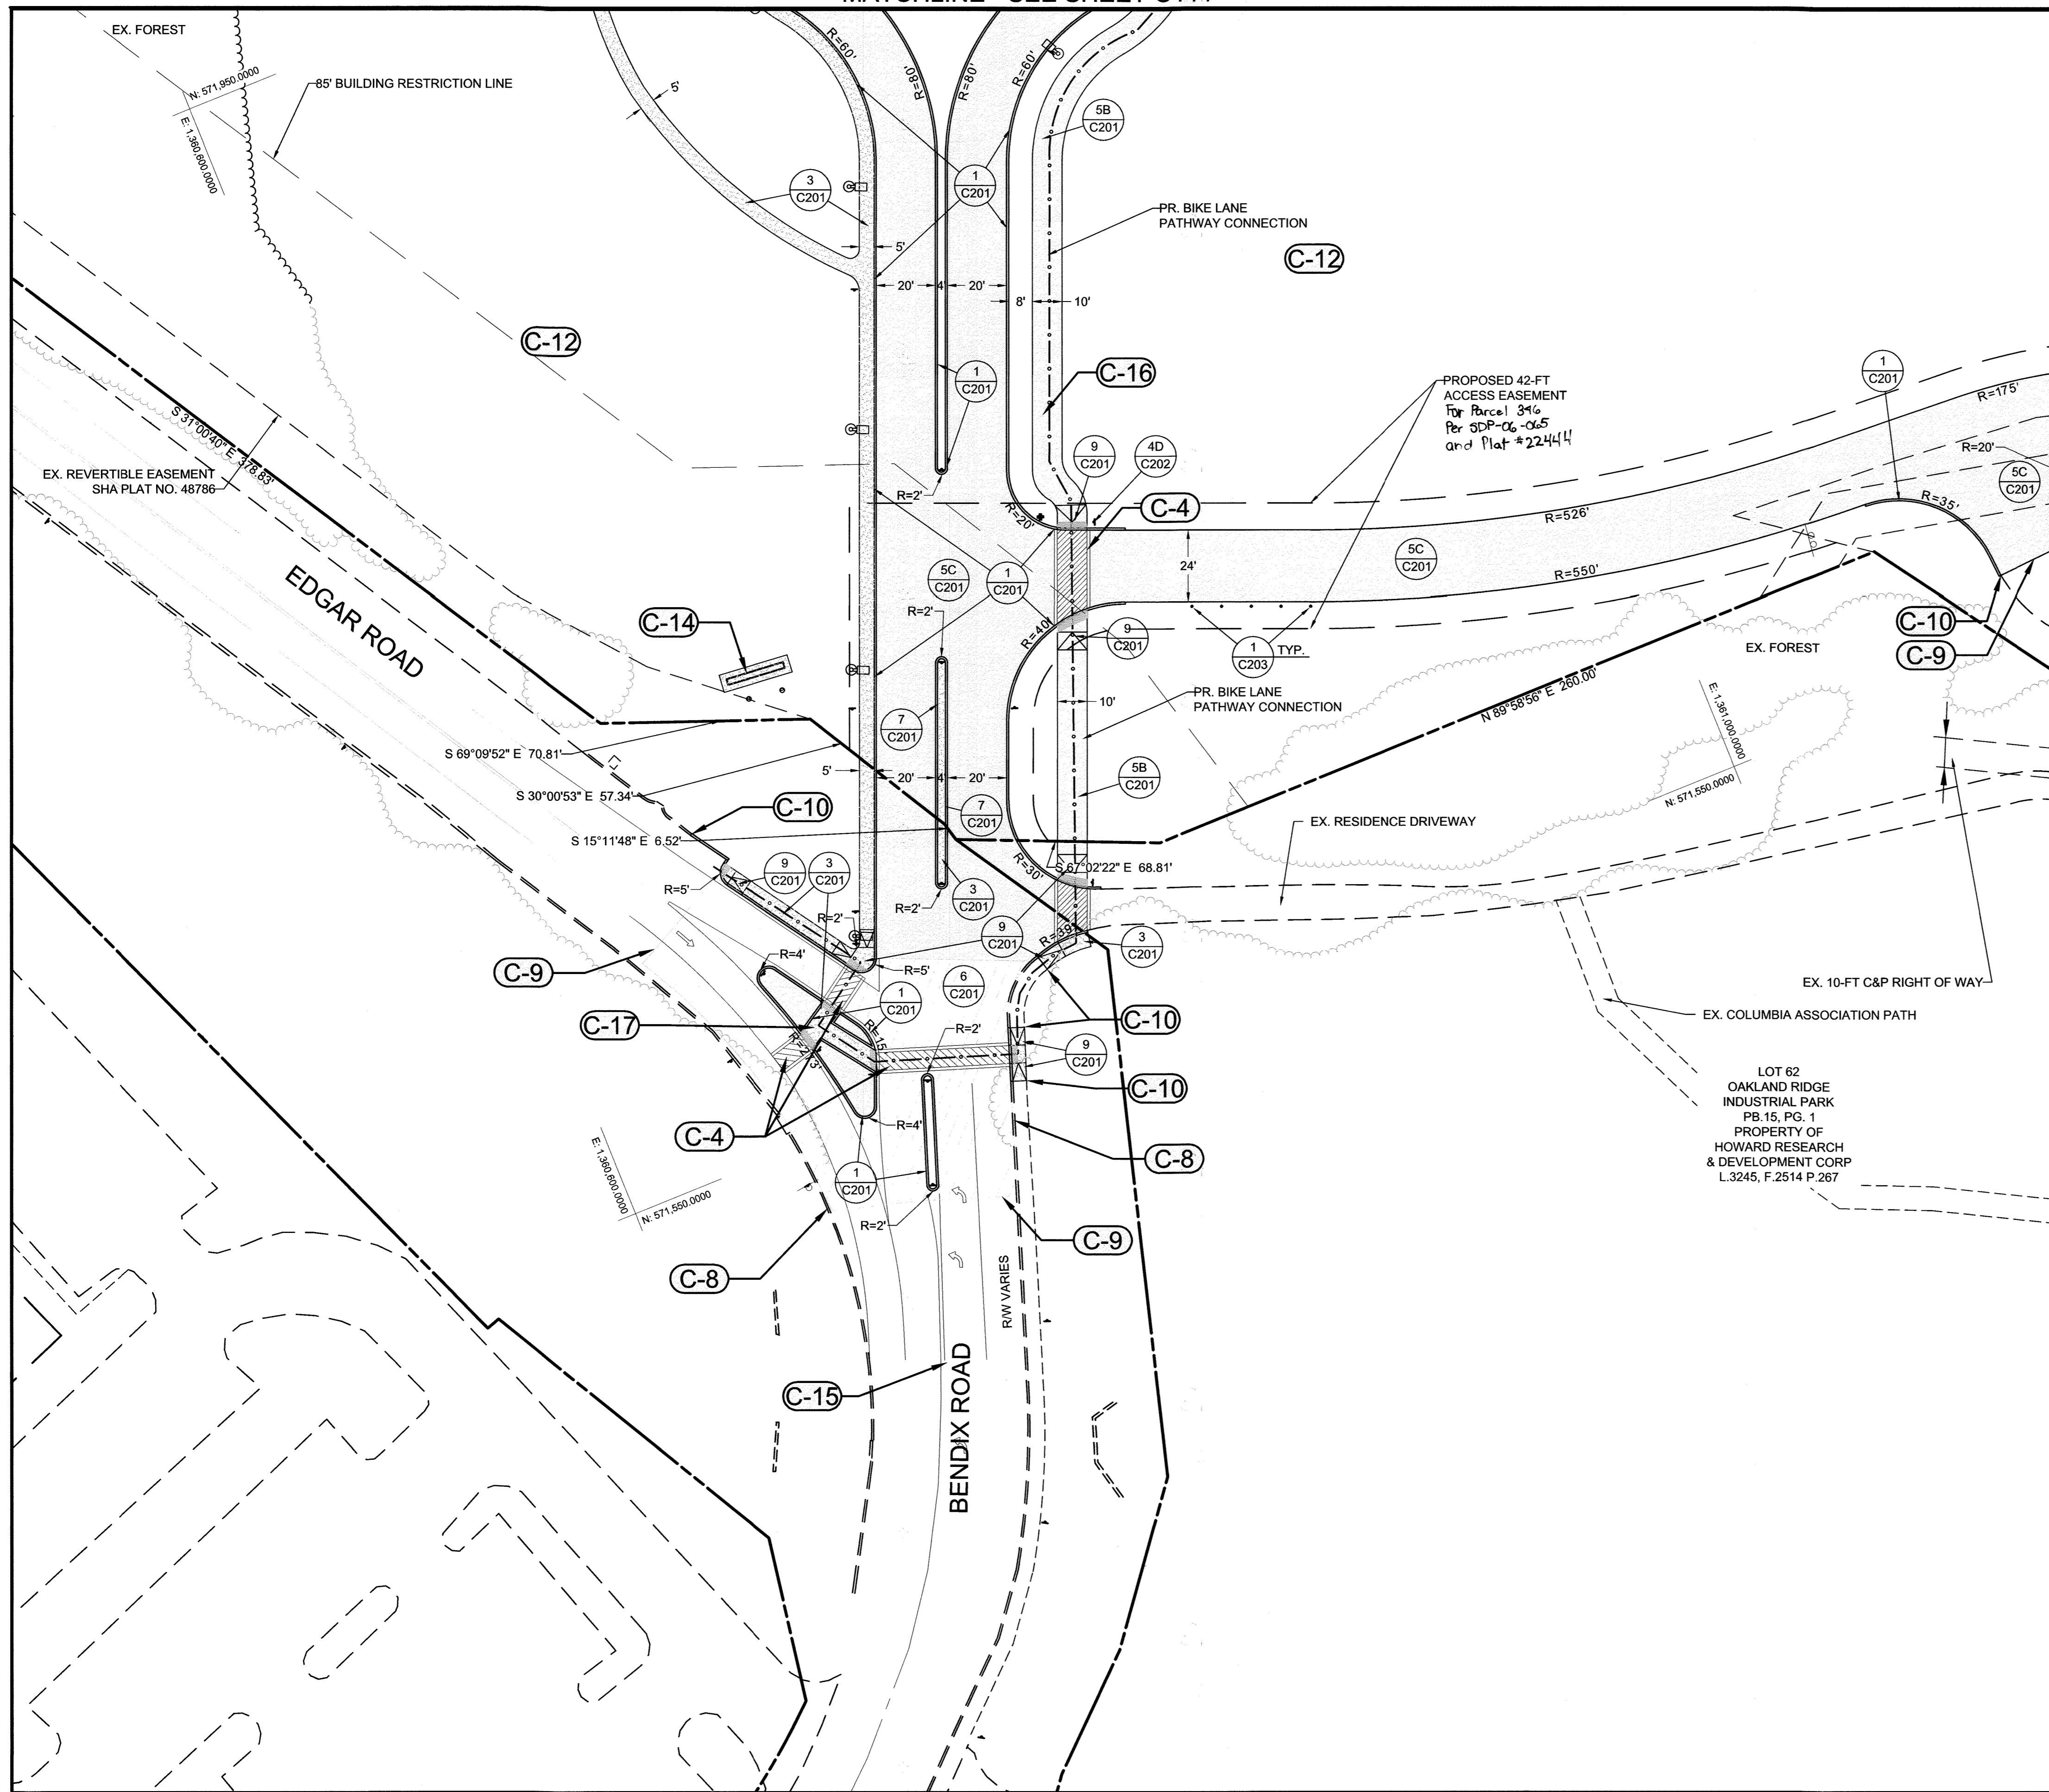 EX. FOREST
N: 571,950.0000
E: 1,360,600.0000
85' BUILDING RESTRICTION LINE
R=60'
R=80'
R=80'
R=60'
5'
5B
C201
3
C201
1
C201
PR. BIKE LANE
PATHWAY CONNECTION
5'
C-12
20'
4'
20'
8'
10'
C-12
1
C201
C-16
PROPOSED 42-FT
ACCESS EASEMENT
For Parcel 396
Per SDP-06-065
and Plat #22444
1
C201
R=175'
S 31°00'40" E 378.83'
EX. REVERTIBLE EASEMENT
SHA PLAT NO. 48786
9
C201
4D
C202
R=20'
5C
C201
R=2'
R=20'
C-4
R=526'
R=35'
EDGAR ROAD
5C
C201
1
C201
24'
5C
C201
R=550'
R=2'
C-14
R=40'
9
C201
1
C203
TYP.
EX. FOREST
C-10
C-9
PR. BIKE LANE
PATHWAY CONNECTION
10'
N 89°58'56" E 260.00'
E: 1,361,000.0000
N: 571,550.0000
7
C201
S 69°09'52" E 70.81'
5'
20'
4'
20'
5B
C201
S 30°00'53" E 57.34'
C-10
7
C201
EX. RESIDENCE DRIVEWAY
S 15°11'48" E 6.52'
R=5'
9
C201
3
C201
R=30'
S 67°02'22" E 68.81'
R=2'
R=2'
3
C201
9
C201
R=39'
3
C201
C-9
R=4'
R=5'
6
C201
EX. 10-FT C&P RIGHT OF WAY
C-17
1
C201
R=15'
R=2'
C-10
EX. COLUMBIA ASSOCIATION PATH
9
C201
C-10
C-4
R=4'
C-8
LOT 62
OAKLAND RIDGE
INDUSTRIAL PARK
PB.15, PG. 1
PROPERTY OF
HOWARD RESEARCH
& DEVELOPMENT CORP
L.3245, F.2514 P.267
E: 1,360,600.0000
N: 571,550.0000
1
C201
R=2'
C-9
C-8
R/W VARIES
C-15
BENDIX ROAD